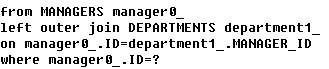 from MANAGERS manager0_
left outer join DEPARTMENTS department1_
on manager0_.ID=department1_.MANAGER_ID
where manager0_.ID=?